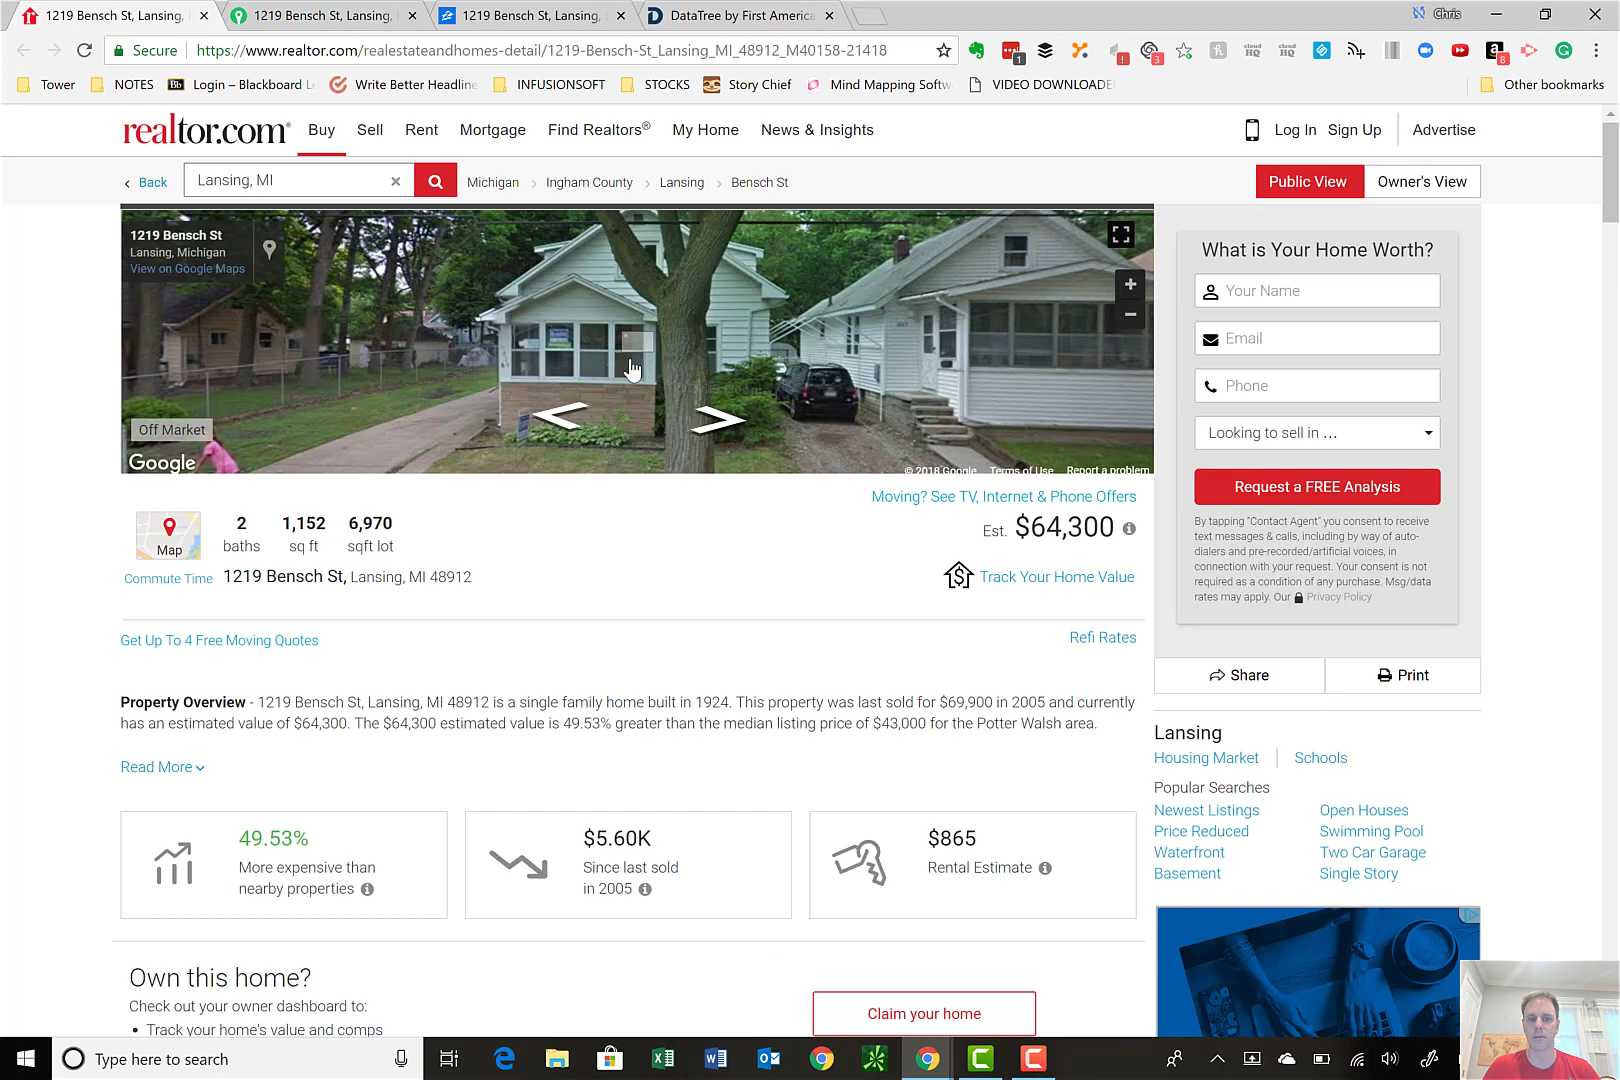 1219 Bensch St, Lansing,
1219 Bensch St, Lansing,
1219 Bensch St, Lansing,
DataTree by First America
Chris
Secure
https://www.realtor.com/realestateandhomes-detail/1219-Bensch-St_Lansing_MI_48912_M40158-21418
1
!
3
cloud HQ
cloud HQ
8
Tower
NOTES
Bb Login – Blackboard L
Write Better Headline
INFUSIONSOFT
STOCKS
Story Chief
Mind Mapping Softw
VIDEO DOWNLOADE
Other bookmarks
realtor.com®
Buy
Sell
Rent
Mortgage
Find Realtors®
My Home
News & Insights
Log In
Sign Up
Advertise
Back
Lansing, MI
Michigan
Ingham County
Lansing
Bensch St
Public View
Owner's View
1219 Bensch St
Lansing, Michigan
View on Google Maps
Off Market
Google
© 2018 Google
Terms of Use
Report a problem
What is Your Home Worth?
Your Name
Email
Phone
Looking to sell in ...
Request a FREE Analysis
By tapping "Contact Agent" you consent to receive
text messages & calls, including by way of auto-
dialers and pre-recorded/artificial voices, in
connection with your request. Your consent is not
required as a condition of any purchase. Msg/data
rates may apply. Our Privacy Policy
Moving? See TV, Internet & Phone Offers
Map
2
baths
1,152
sq ft
6,970
sqft lot
Est. $64,300
Commute Time
1219 Bensch St, Lansing, MI 48912
Track Your Home Value
Get Up To 4 Free Moving Quotes
Refi Rates
Share
Print
Property Overview - 1219 Bensch St, Lansing, MI 48912 is a single family home built in 1924. This property was last sold for $69,900 in 2005 and currently
has an estimated value of $64,300. The $64,300 estimated value is 49.53% greater than the median listing price of $43,000 for the Potter Walsh area.
Read More
Lansing
Housing Market
Schools
Popular Searches
Newest Listings
Open Houses
Price Reduced
Swimming Pool
Waterfront
Two Car Garage
Basement
Single Story
49.53%
More expensive than
nearby properties
$5.60K
Since last sold
in 2005
$865
Rental Estimate
Own this home?
Check out your owner dashboard to:
• Track your home's value and comps
Claim your home
Type here to search